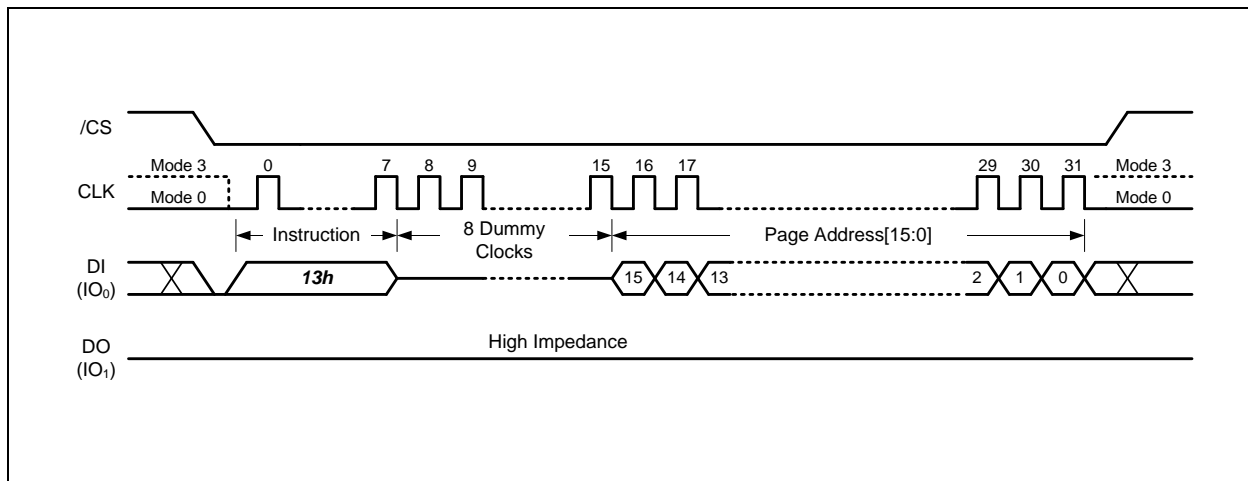 /CS
Mode 3 0 7 8 9 15 16 17 29 30 31 Mode 3
CLK
Mode 0 Mode 0
Instruction 8 Dummy Clocks Page Address[15:0]
DI (IO₀) 13h 15 14 13 2 1 0
High Impedance
DO (IO₁)